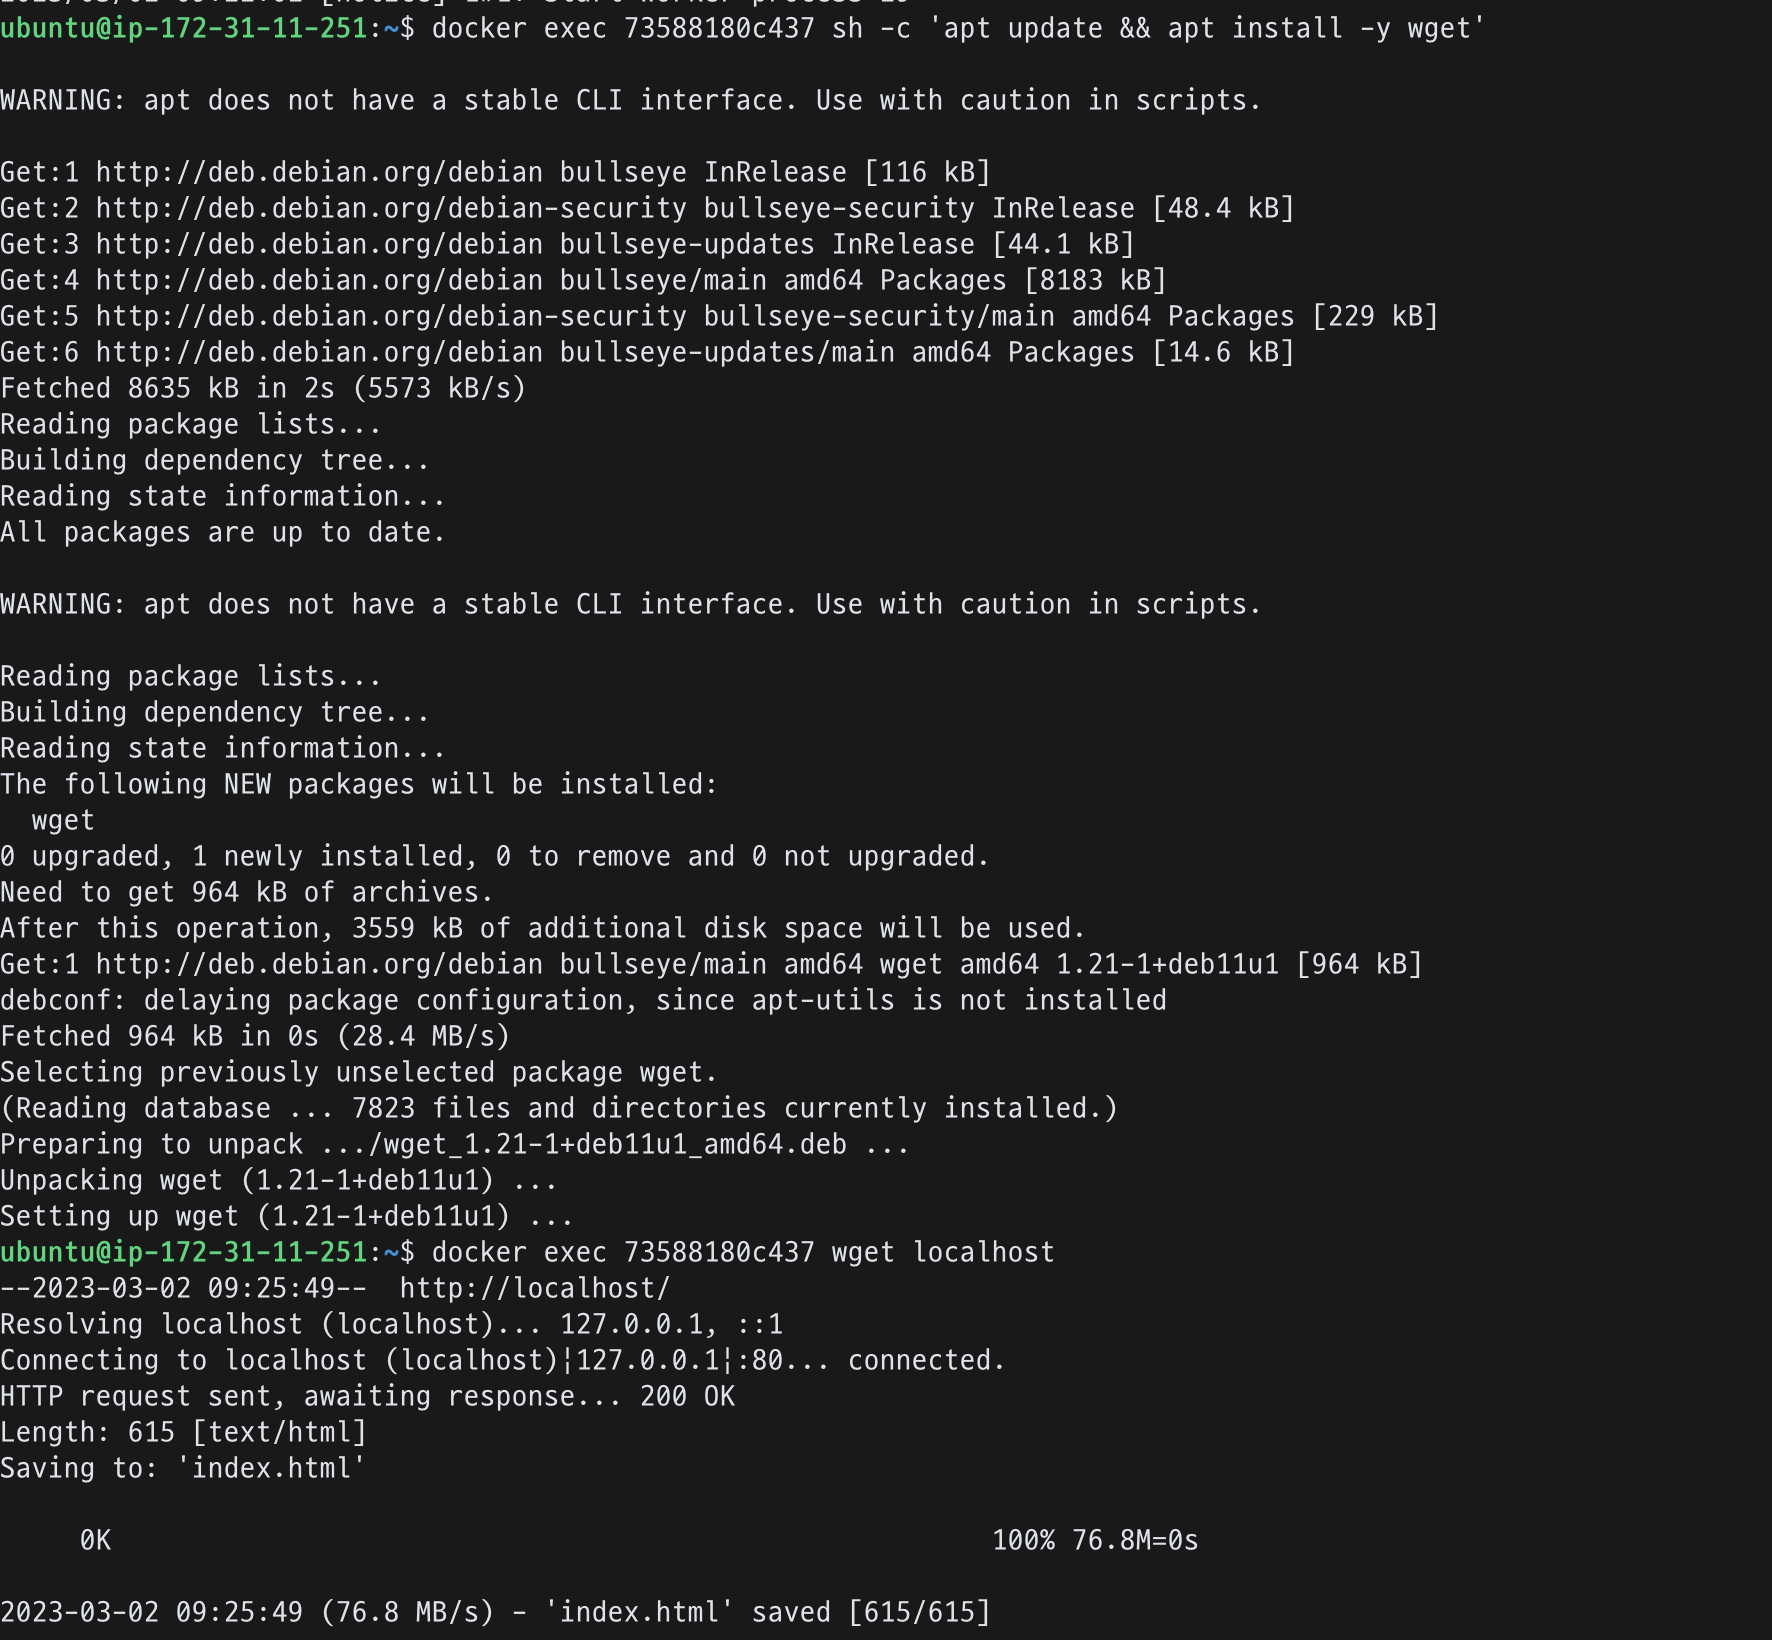 ubuntu@ip-172-31-11-251:~$ docker exec 73588180c437 sh -c 'apt update && apt install -y wget'
WARNING: apt does not have a stable CLI interface. Use with caution in scripts.
Get:1 http://deb.debian.org/debian bullseye InRelease [116 kB]
Get:2 http://deb.debian.org/debian-security bullseye-security InRelease [48.4 kB]
Get:3 http://deb.debian.org/debian bullseye-updates InRelease [44.1 kB]
Get:4 http://deb.debian.org/debian bullseye/main amd64 Packages [8183 kB]
Get:5 http://deb.debian.org/debian-security bullseye-security/main amd64 Packages [229 kB]
Get:6 http://deb.debian.org/debian bullseye-updates/main amd64 Packages [14.6 kB]
Fetched 8635 kB in 2s (5573 kB/s)
Reading package lists...
Building dependency tree...
Reading state information...
All packages are up to date.
WARNING: apt does not have a stable CLI interface. Use with caution in scripts.
Reading package lists...
Building dependency tree...
Reading state information...
The following NEW packages will be installed:
  wget
0 upgraded, 1 newly installed, 0 to remove and 0 not upgraded.
Need to get 964 kB of archives.
After this operation, 3559 kB of additional disk space will be used.
Get:1 http://deb.debian.org/debian bullseye/main amd64 wget amd64 1.21-1+deb11u1 [964 kB]
debconf: delaying package configuration, since apt-utils is not installed
Fetched 964 kB in 0s (28.4 MB/s)
Selecting previously unselected package wget.
(Reading database ... 7823 files and directories currently installed.)
Preparing to unpack .../wget_1.21-1+deb11u1_amd64.deb ...
Unpacking wget (1.21-1+deb11u1) ...
Setting up wget (1.21-1+deb11u1) ...
ubuntu@ip-172-31-11-251:~$ docker exec 73588180c437 wget localhost
--2023-03-02 09:25:49--  http://localhost/
Resolving localhost (localhost)... 127.0.0.1, ::1
Connecting to localhost (localhost)¦127.0.0.1¦:80... connected.
HTTP request sent, awaiting response... 200 OK
Length: 615 [text/html]
Saving to: 'index.html'
     0K                                                       100% 76.8M=0s
2023-03-02 09:25:49 (76.8 MB/s) - 'index.html' saved [615/615]